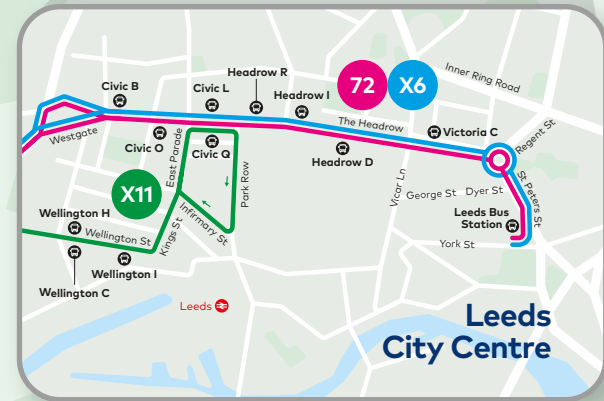 Civic B
Civic L
Headrow R
Headrow I
72
X6
Inner Ring Road
Westgate
Civic O
East Parade
Civic Q
Park Row
The Headrow
Headrow D
Victoria C
Regent St
X11
Vicar Ln
George St
Dyer St
St Peters St
Leeds Bus
Station
York St
Wellington H
Wellington St
Kings St
Infirmary St
Wellington I
Wellington C
Leeds
Leeds
City Centre